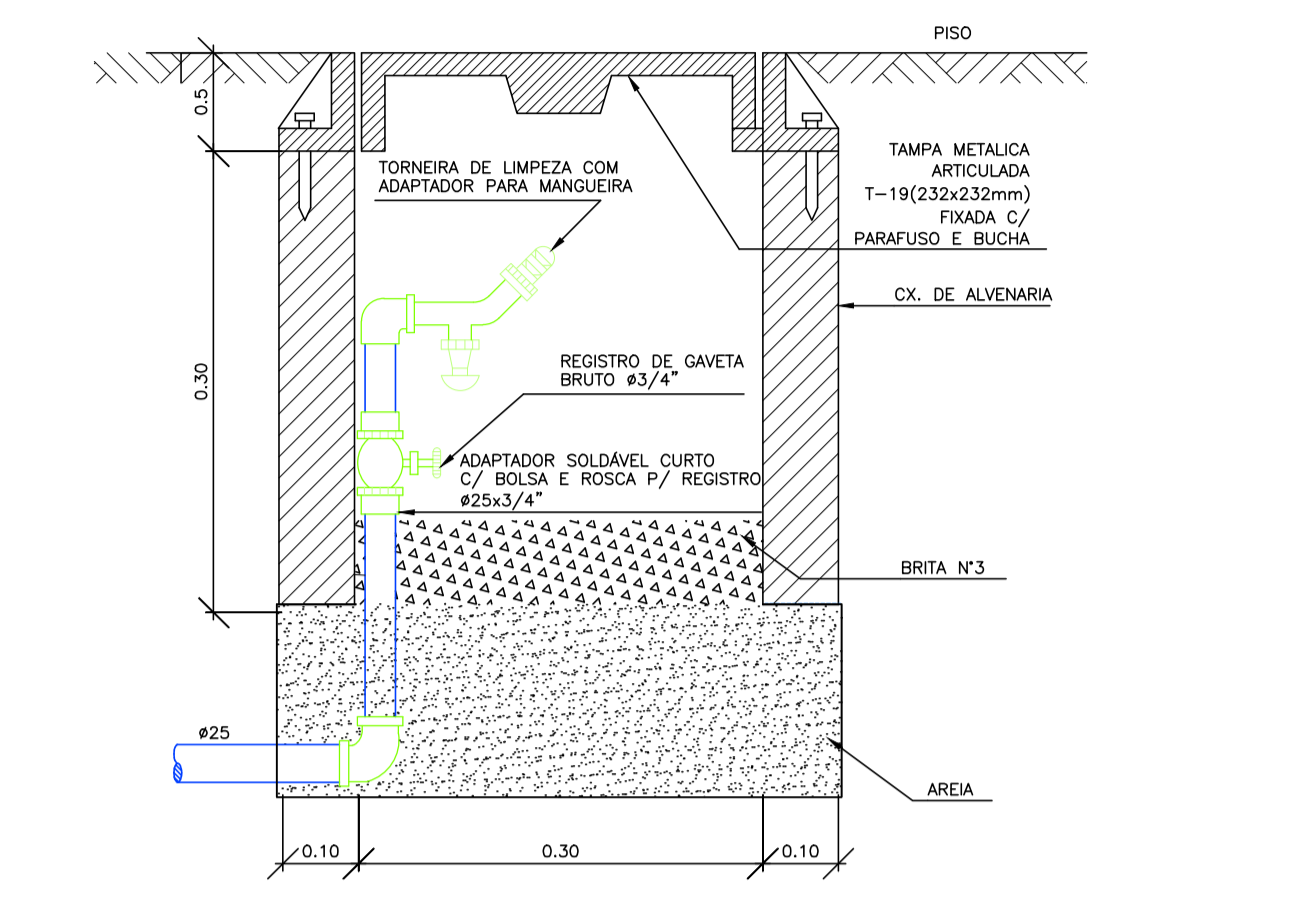 PISO
0.5
TORNEIRA DE LIMPEZA COM
ADAPTADOR PARA MANGUEIRA
TAMPA METALICA
ARTICULADA
T-19(232x232mm)
FIXADA C/
PARAFUSO E BUCHA
CX. DE ALVENARIA
0.30
REGISTRO DE GAVETA
BRUTO ø3/4"
ADAPTADOR SOLDÁVEL CURTO
C/ BOLSA E ROSCA P/ REGISTRO
ø25x3/4"
BRITA N°3
ø25
AREIA
0.10
0.30
0.10